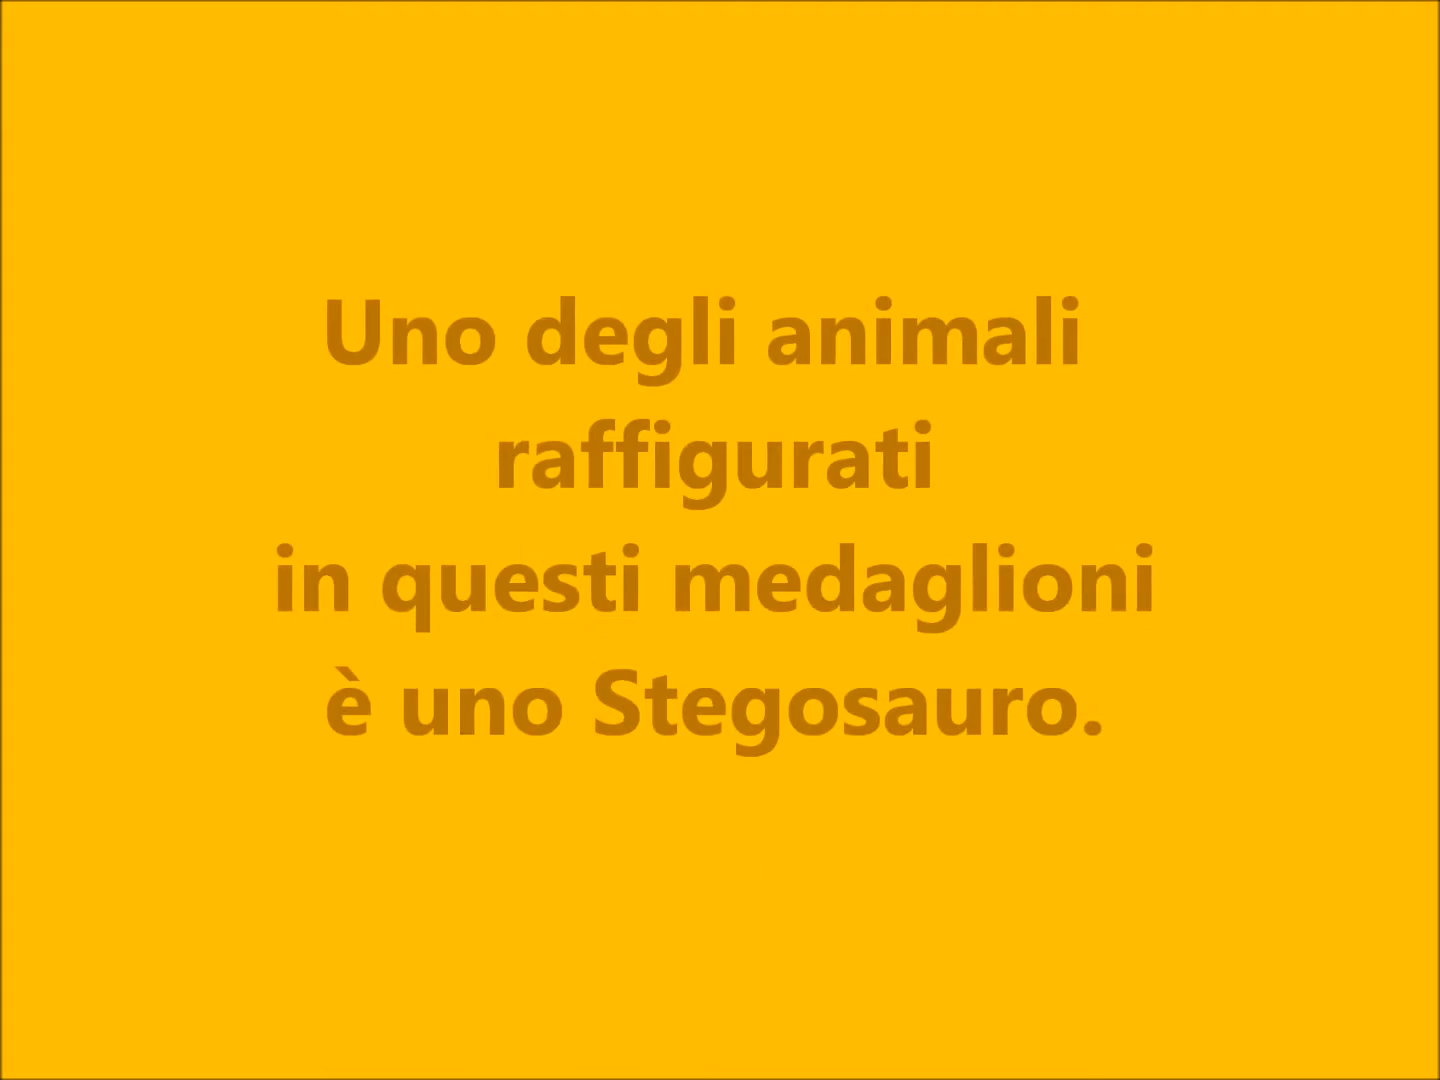 Uno degli animali
raffigurati
in questi medaglioni
è uno Stegosauro.